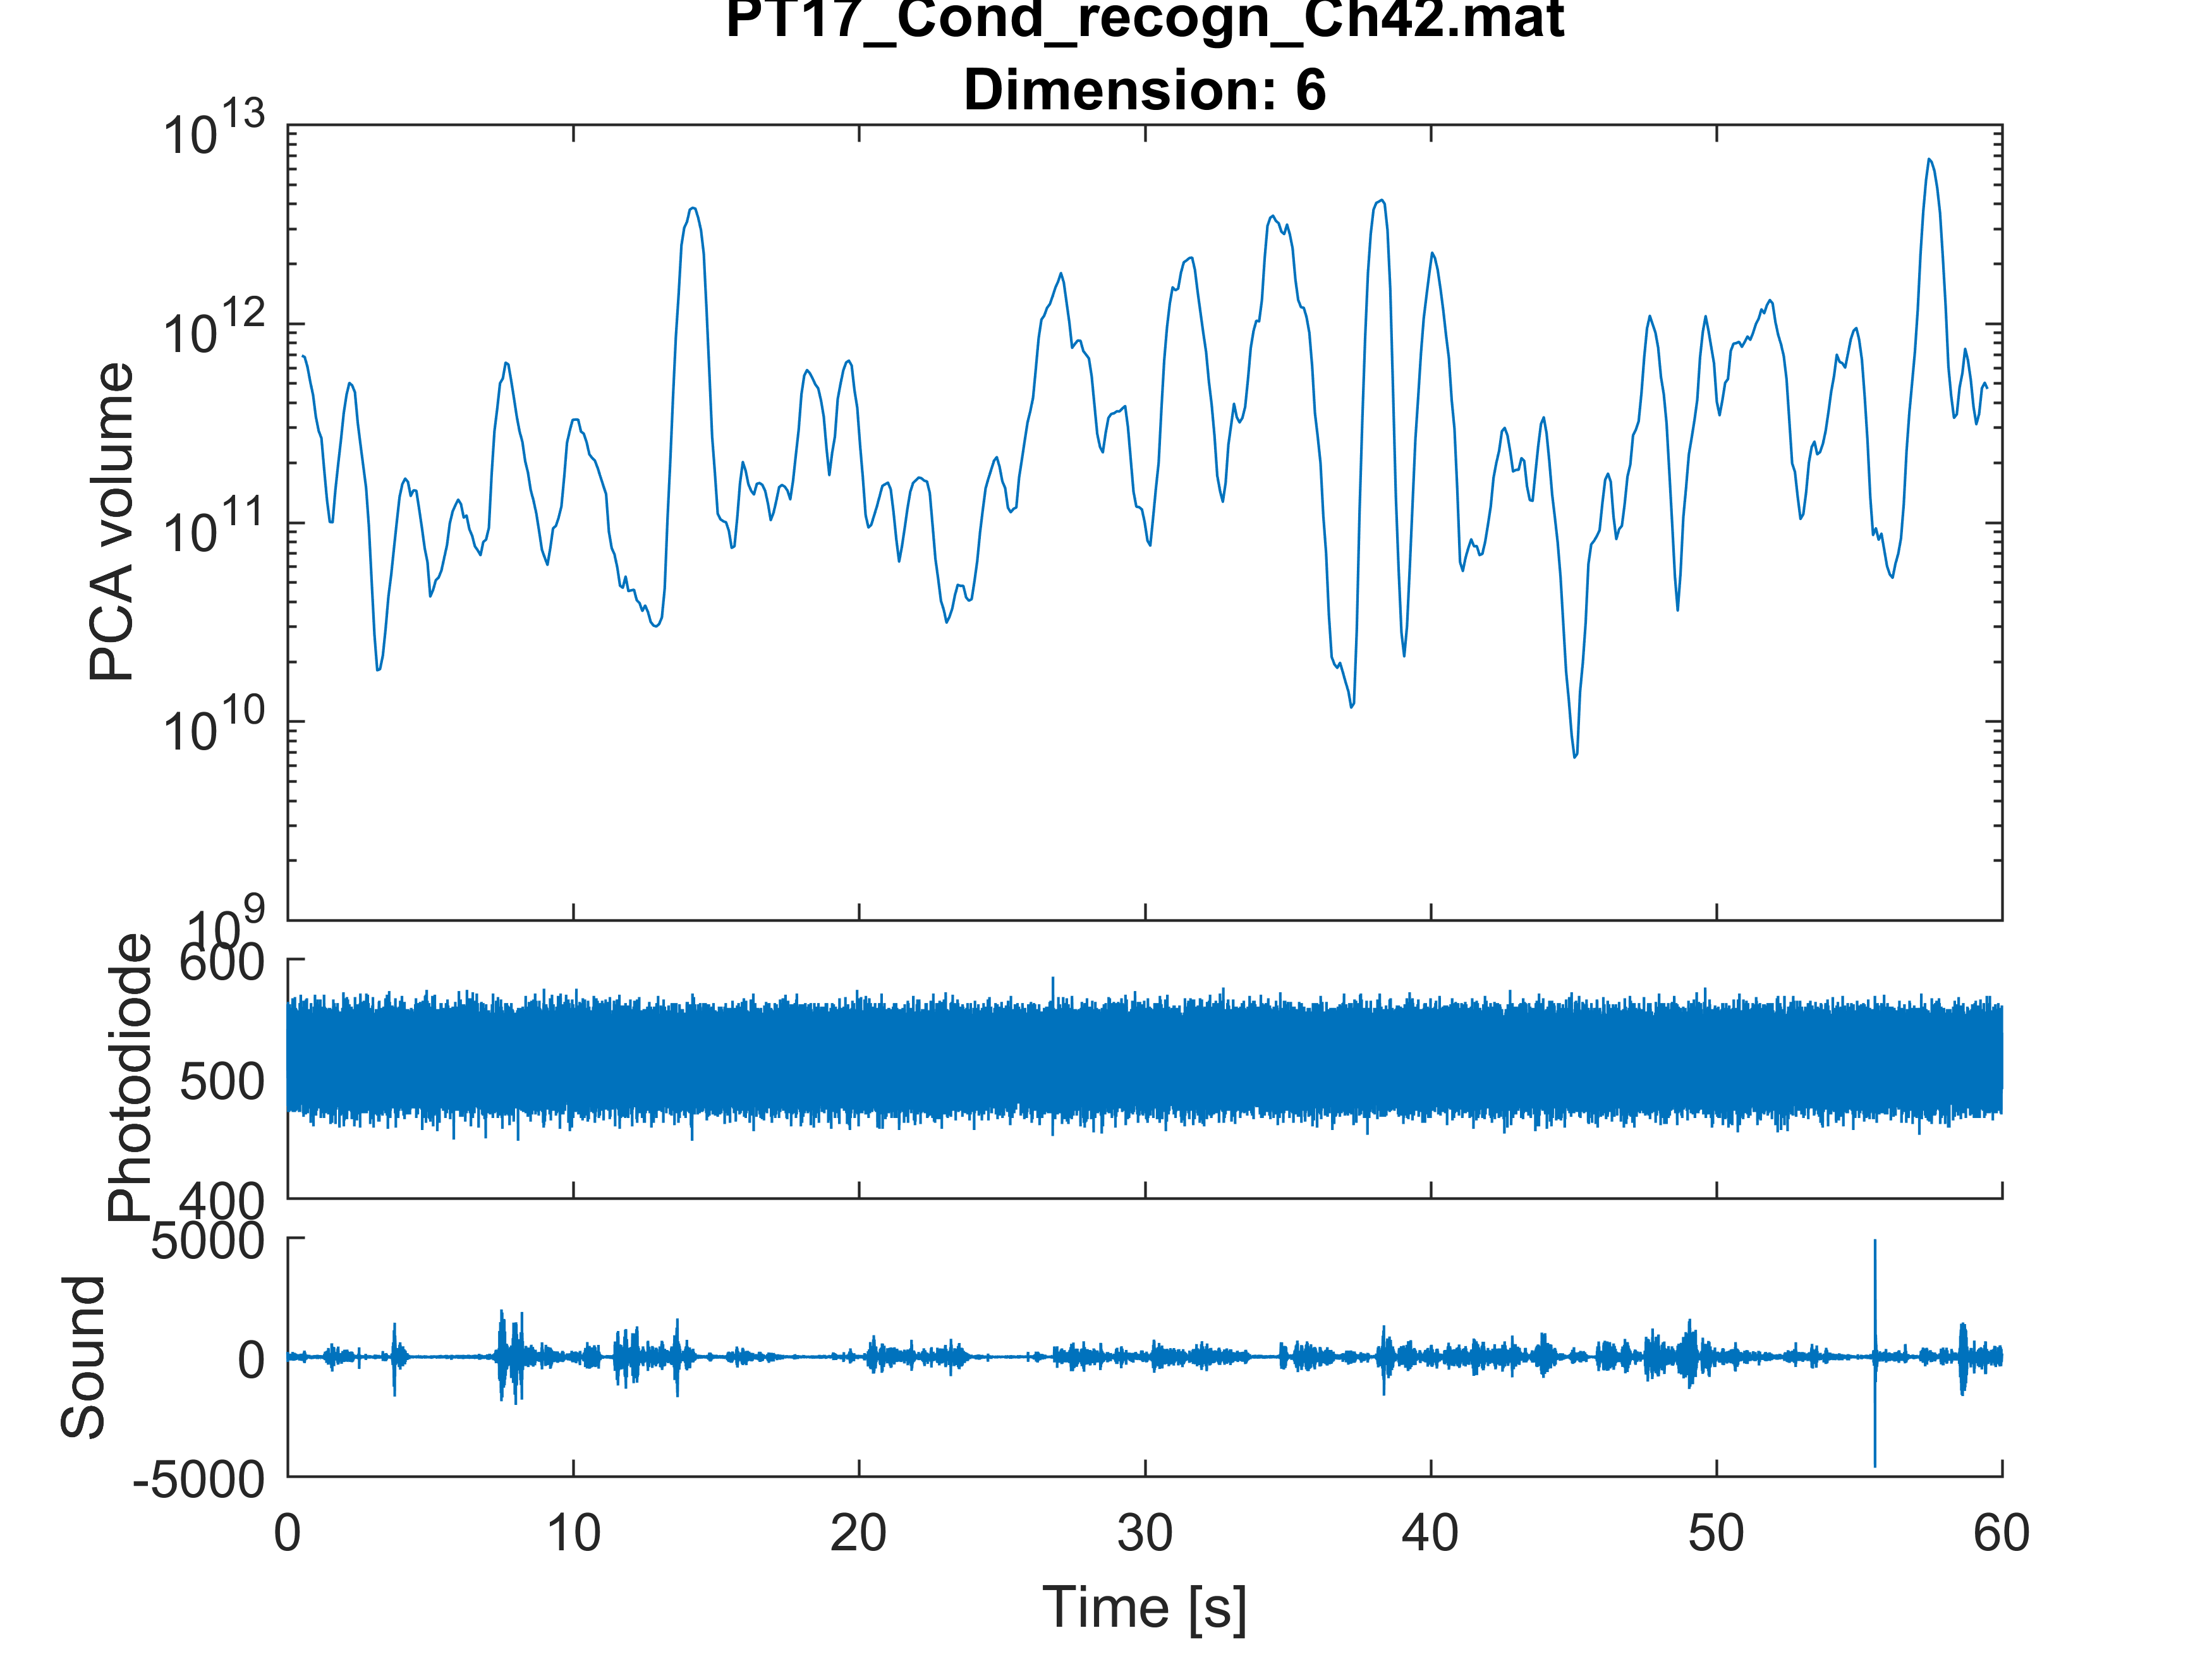 PT17_Cond_recogn_Ch42.mat
Dimension: 6
10^13
10^12
10^11
10^10
10^9
PCA volume
600
500
400
Photodiode
5000
0
-5000
Sound
0 10 20 30 40 50 60
Time [s]